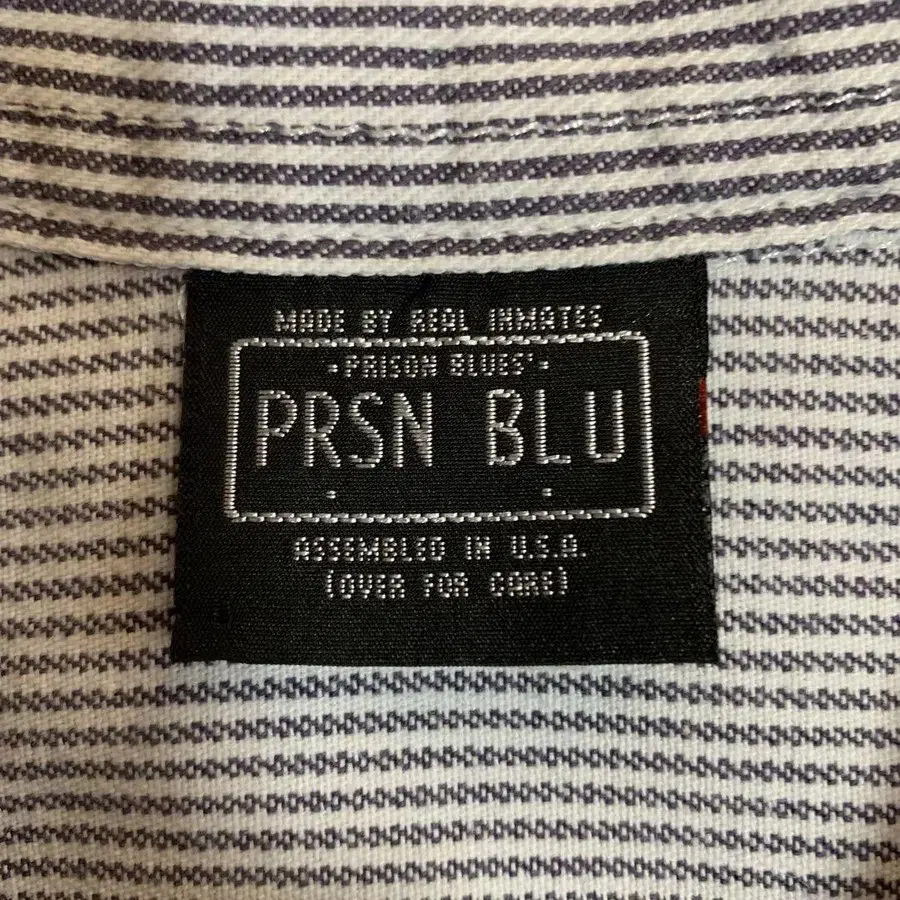 MADE BY REAL INMATES
-PRISON BLUES'-
PRSN BLU
ASSEMBLED IN U.S.A.
(OVER FOR CARE)